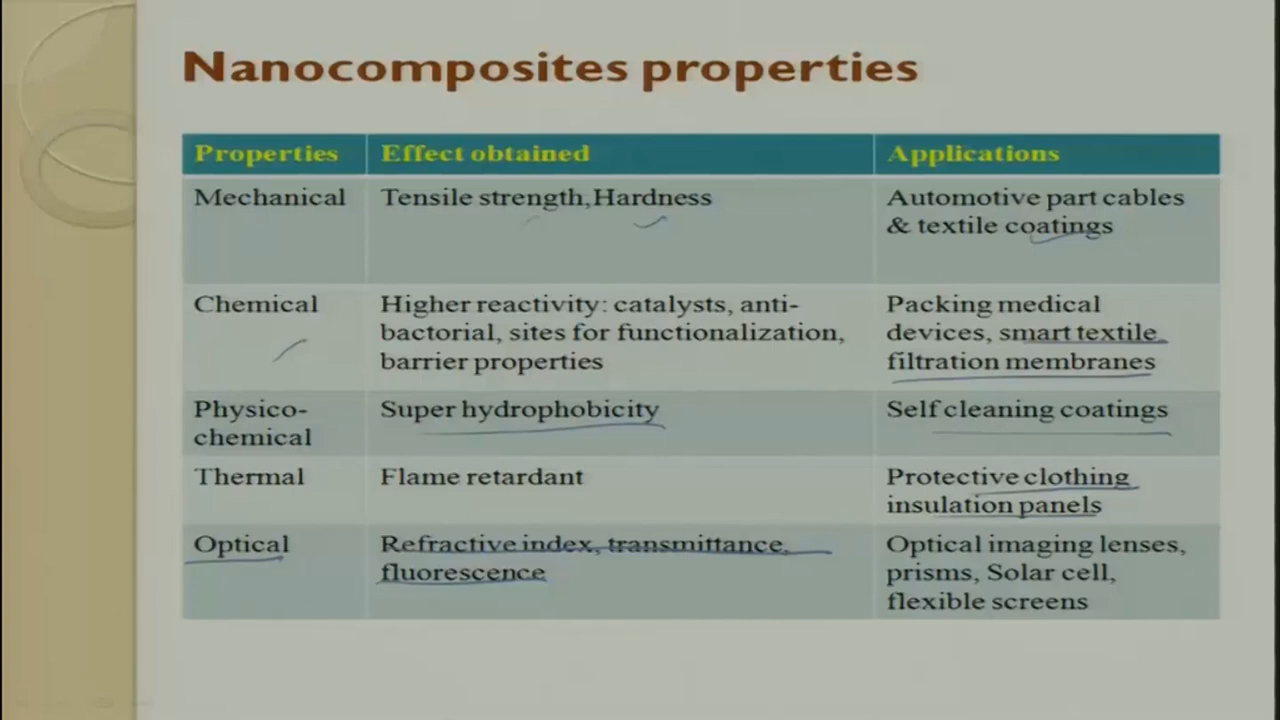 Nanocomposites properties
Properties Effect obtained Applications
Mechanical Tensile strength,Hardness Automotive part cables
& textile coatings
Chemical Higher reactivity: catalysts, anti- Packing medical
bactorial, sites for functionalization, devices, smart textile
barrier properties filtration membranes
Physico- Super hydrophobicity Self cleaning coatings
chemical
Thermal Flame retardant Protective clothing
insulation panels
Optical Refractive index, transmittance, Optical imaging lenses,
fluorescence prisms, Solar cell,
flexible screens